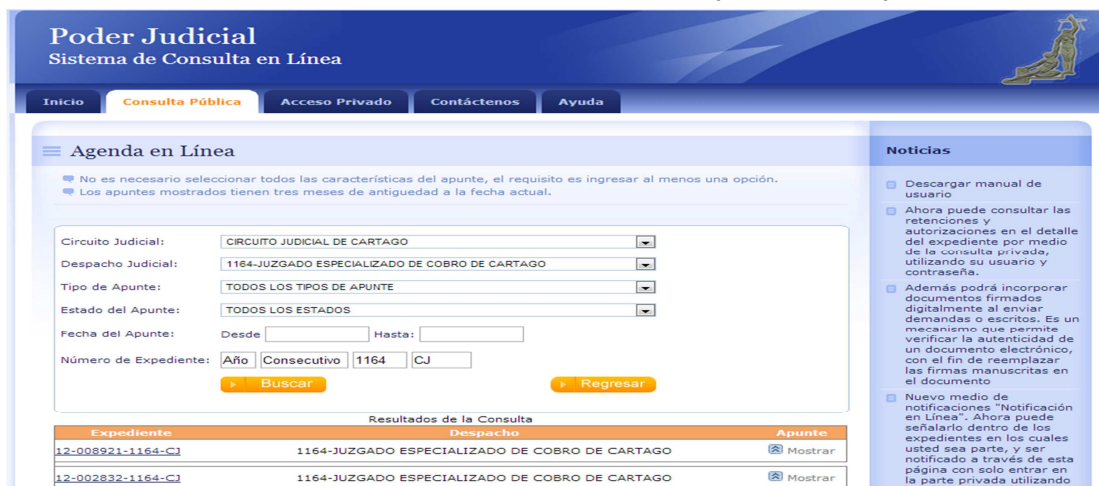 Poder Judicial
Sistema de Consulta en Línea
Inicio
Consulta Pública
Acceso Privado
Contáctenos
Ayuda
Agenda en Línea
No es necesario seleccionar todos las características del apunte, el requisito es ingresar al menos una opción.
Los apuntes mostrados tienen tres meses de antiguedad a la fecha actual.
Circuito Judicial: CIRCUITO JUDICIAL DE CARTAGO
Despacho Judicial: 1164-JUZGADO ESPECIALIZADO DE COBRO DE CARTAGO
Tipo de Apunte: TODOS LOS TIPOS DE APUNTE
Estado del Apunte: TODOS LOS ESTADOS
Fecha del Apunte: Desde Hasta:
Número de Expediente: Año Consecutivo 1164 CJ
Buscar Regresar
Resultados de la Consulta
Expediente Despacho Apunte
12-008921-1164-CJ 1164-JUZGADO ESPECIALIZADO DE COBRO DE CARTAGO Mostrar
12-002832-1164-CJ 1164-JUZGADO ESPECIALIZADO DE COBRO DE CARTAGO Mostrar
Noticias
Descargar manual de
usuario
Ahora puede consultar las
retenciones y
autorizaciones en el detalle
del expediente por medio
de la consulta privada,
utilizando su usuario y
contraseña.
Además podrá incorporar
documentos firmados
digitalmente al enviar
demandas o escritos. Es un
mecanismo que permite
verificar la autenticidad de
un documento electrónico,
con el fin de reemplazar
las firmas manuscritas en
el documento
Nuevo medio de
notificaciones "Notificación
en Línea". Ahora puede
señalarlo dentro de los
expedientes en los cuales
usted sea parte, y ser
notificado a través de esta
página con solo entrar en
la parte privada utilizando